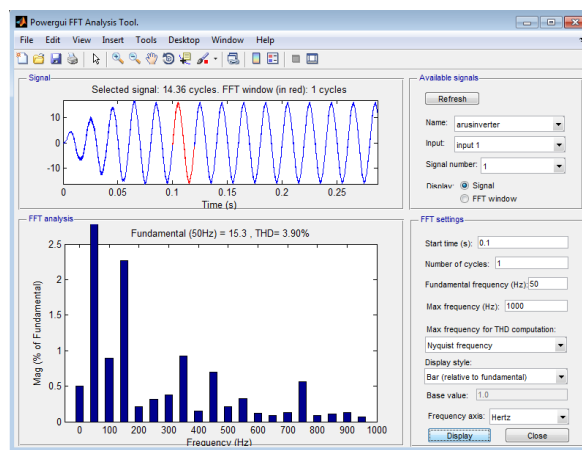 Powergui FFT Analysis Tool.
File Edit View Insert Tools Desktop Window Help
Signal
Selected signal: 14.36 cycles. FFT window (in red): 1 cycles
10
0
-10
0 0.05 0.1 0.15 0.2 0.25
Time (s)
FFT analysis
Fundamental (50Hz) = 15.3 , THD= 3.90%
Mag (% of Fundamental)
2.5
2
1.5
1
0.5
0
0 100 200 300 400 500 600 700 800 900 1000
Frequency (Hz)
Available signals
Refresh
Name: arusinverter
Input: input 1
Signal number: 1
Display: Signal
FFT window
FFT settings
Start time (s): 0.1
Number of cycles: 1
Fundamental frequency (Hz): 50
Max frequency (Hz): 1000
Max frequency for THD computation:
Nyquist frequency
Display style:
Bar (relative to fundamental)
Base value: 1.0
Frequency axis: Hertz
Display Close